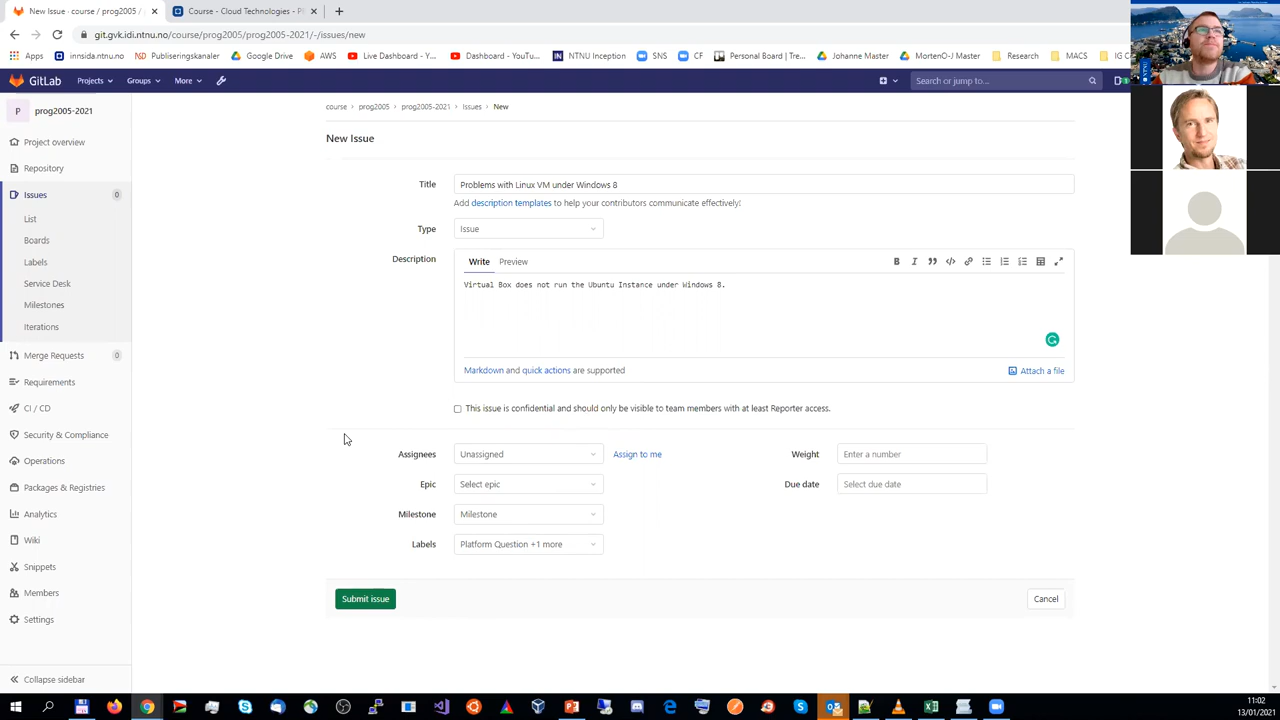 New Issue · course / prog2005 /
Course - Cloud Technologies - P
git.gvk.idi.ntnu.no/course/prog2005/prog2005-2021/-/issues/new
Apps
innsida.ntnu.no
Publiseringskanaler
Google Drive
AWS
Live Dashboard - Yo...
Dashboard - YouTu...
NTNU Inception
SNS
CF
Personal Board | Tre...
Johanne Master
MortenO-J Master
Research
MACS
IG C
GitLab
Projects
Groups
More
Search or jump to...
1
P
prog2005-2021
course > prog2005 > prog2005-2021 > Issues > New
Project overview
Repository
Issues 0
List
Boards
Labels
Service Desk
Milestones
Iterations
Merge Requests 0
Requirements
CI / CD
Security & Compliance
Operations
Packages & Registries
Analytics
Wiki
Snippets
Members
Settings
Collapse sidebar
New Issue
Title
Problems with Linux VM under Windows 8
Add description templates to help your contributors communicate effectively!
Type
Issue
Description
Write
Preview
Virtual Box does not run the Ubuntu Instance under Windows 8.
Markdown and quick actions are supported
Attach a file
This issue is confidential and should only be visible to team members with at least Reporter access.
Assignees
Unassigned
Assign to me
Weight
Enter a number
Epic
Select epic
Due date
Select due date
Milestone
Milestone
Labels
Platform Question +1 more
Submit issue
Cancel
NTNU
11:02
13/01/2021